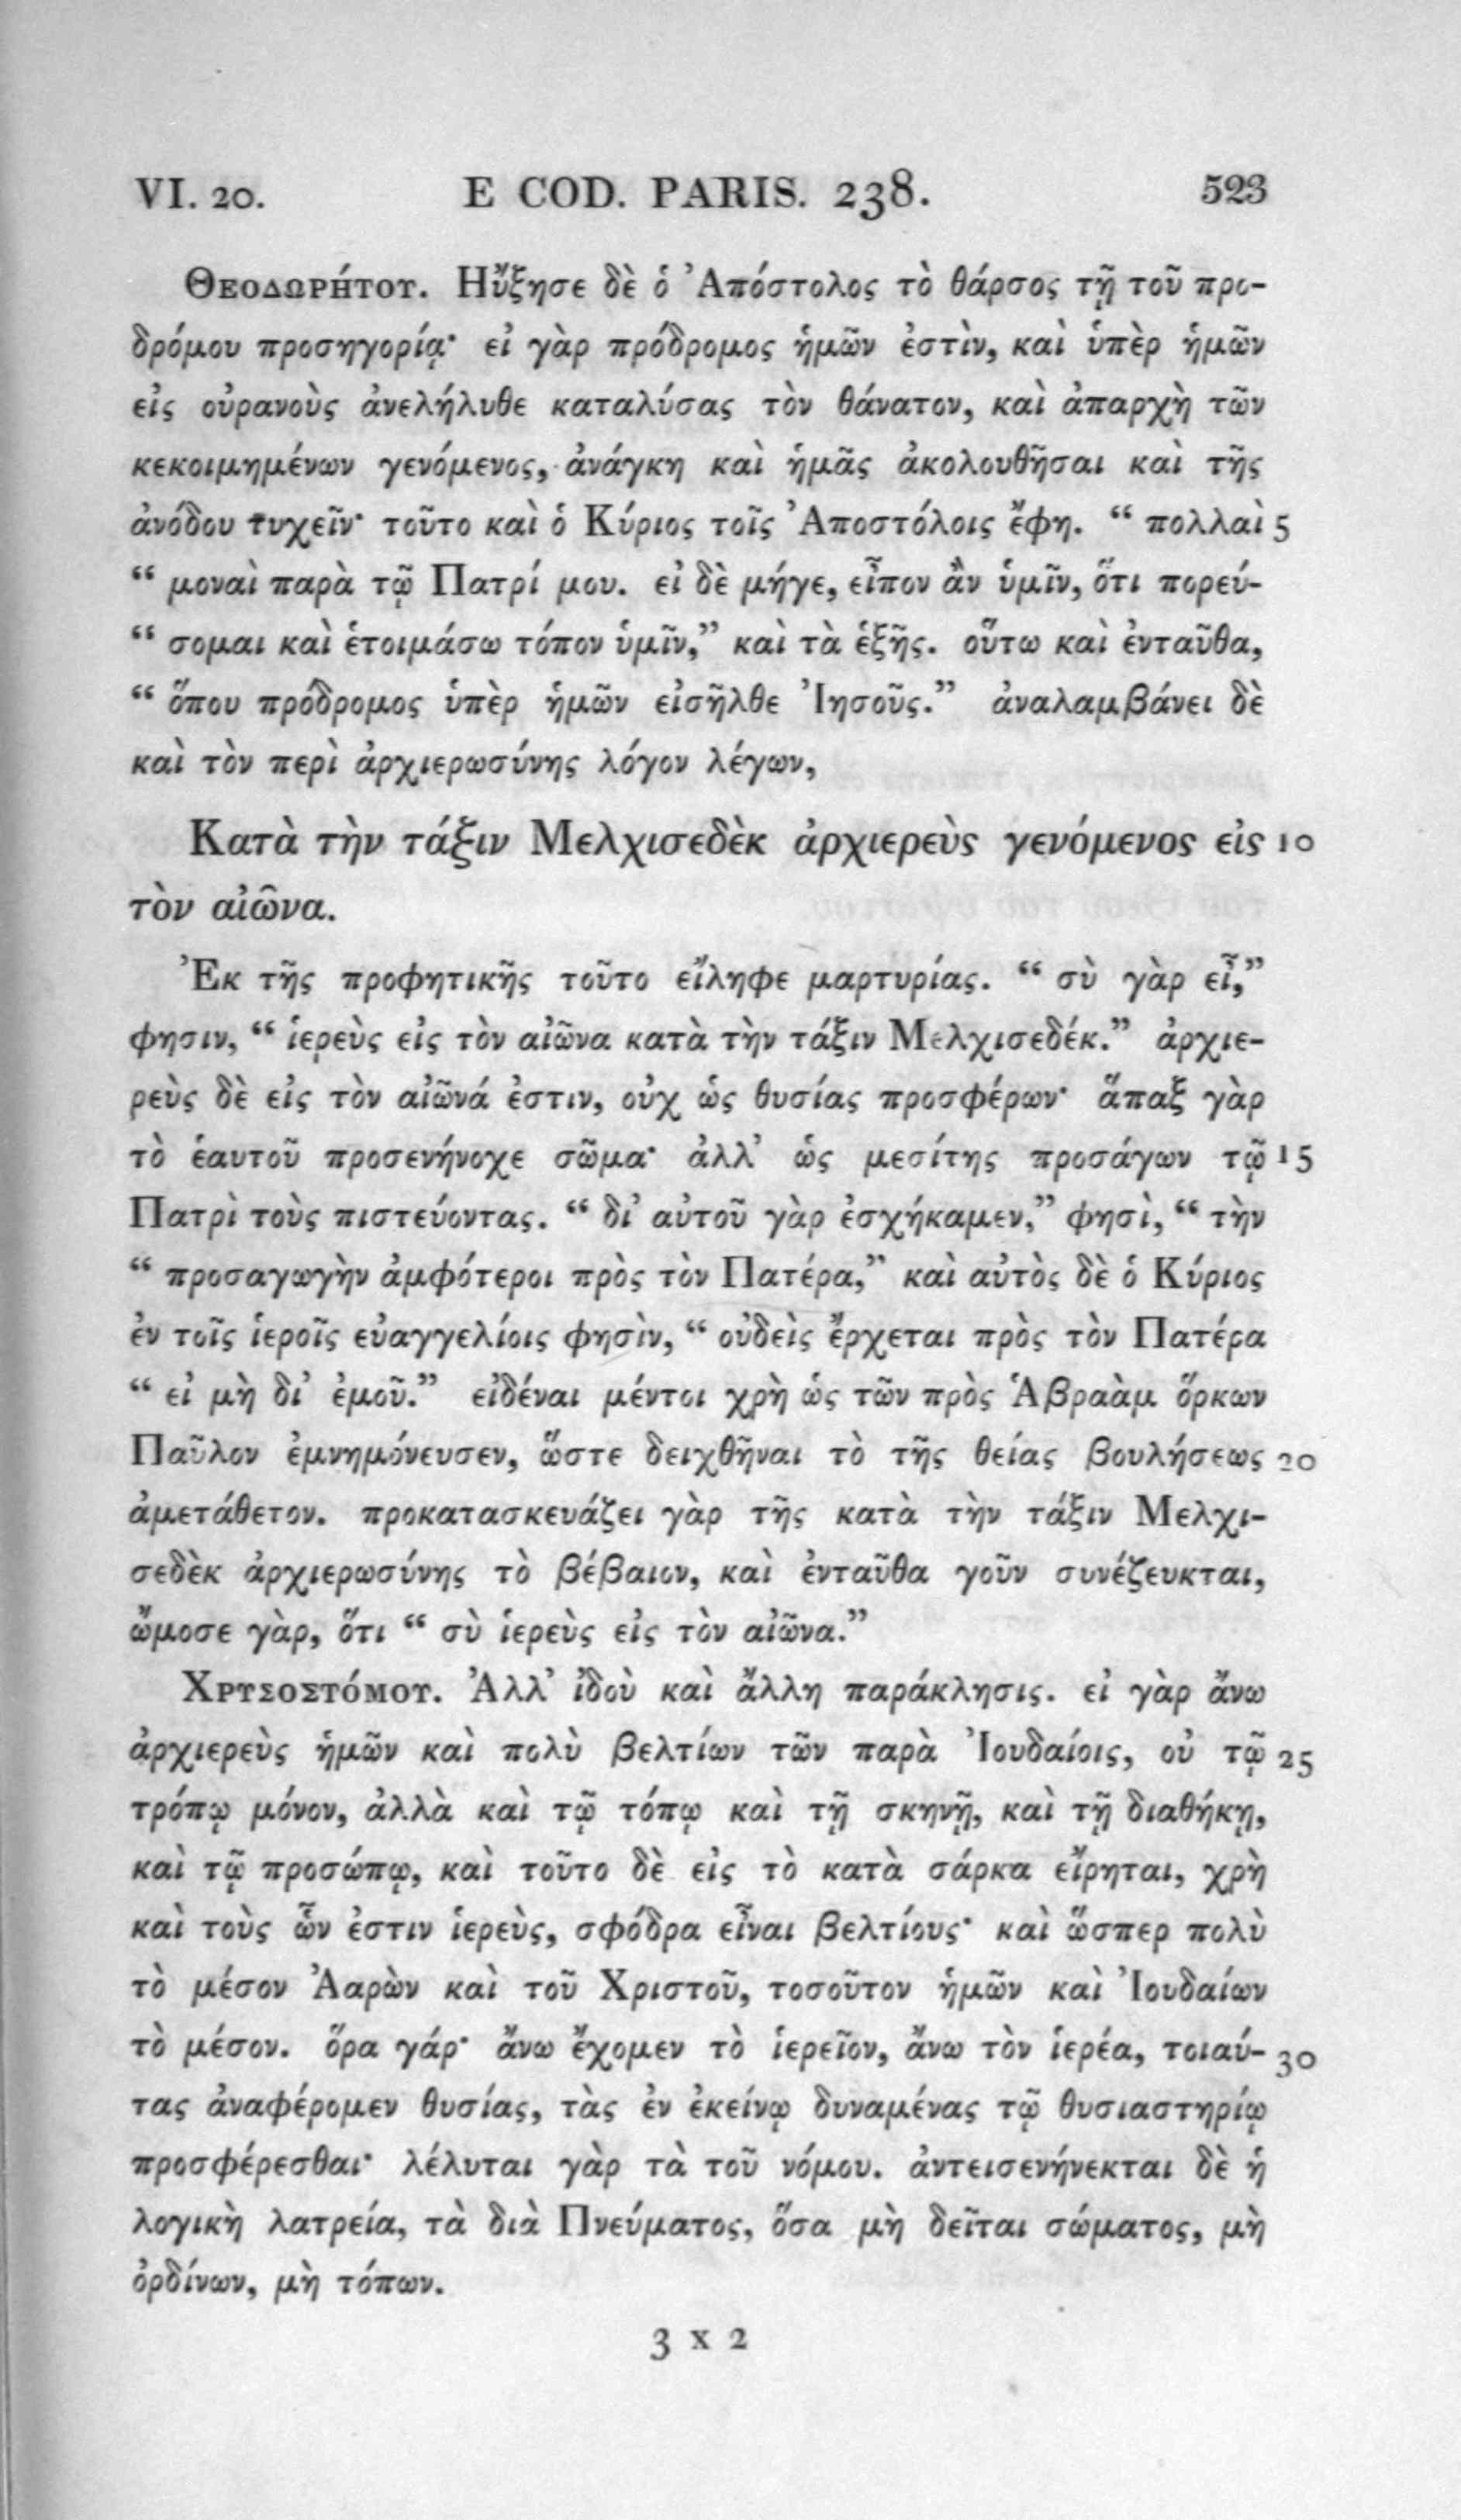 VI. 20. E COD. PARIS. 238. 523
Θεοδωρήτου. Ηὔξησε δὲ ὁ Ἀπόστολος τὸ θάρσος τῇ τοῦ προ-
δρόμου προσηγορίᾳ· εἰ γὰρ πρόδρομος ἡμῶν ἐστὶν, καὶ ὑπὲρ ἡμῶν
εἰς οὐρανοὺς ἀνελήλυθε καταλύσας τὸν θάνατον, καὶ ἀπαρχὴ τῶν
κεκοιμημένων γενόμενος, ἀνάγκη καὶ ἡμᾶς ἀκολουθῆσαι καὶ τῆς
ἀνόδου τυχεῖν· τοῦτο καὶ ὁ Κύριος τοῖς Ἀποστόλοις ἔφη. “ πολλαὶ 5
“ μοναὶ παρὰ τῷ Πατρί μου. εἰ δὲ μήγε, εἶπον ἂν ὑμῖν, ὅτι πορεύ-
“ σομαι καὶ ἑτοιμάσω τόπον ὑμῖν,” καὶ τὰ ἑξῆς. οὕτω καὶ ἐνταῦθα,
“ ὅπου πρόδρομος ὑπὲρ ἡμῶν εἰσῆλθε Ἰησοῦς.” ἀναλαμβάνει δὲ
καὶ τὸν περὶ ἀρχιερωσύνης λόγον λέγων,
Κατὰ τὴν τάξιν Μελχισεδὲκ ἀρχιερεὺς γενόμενος εἰς 10
τὸν αἰῶνα.
Ἐκ τῆς προφητικῆς τοῦτο εἴληφε μαρτυρίας. “ σὺ γὰρ εἶ,”
φησιν, “ ἱερεὺς εἰς τὸν αἰῶνα κατὰ τὴν τάξιν Μελχισεδέκ.” ἀρχιε-
ρεὺς δὲ εἰς τὸν αἰῶνά ἐστιν, οὐχ ὡς θυσίας προσφέρων· ἅπαξ γὰρ
τὸ ἑαυτοῦ προσενήνοχε σῶμα· ἀλλ’ ὡς μεσίτης προσάγων τῷ 15
Πατρὶ τοὺς πιστεύοντας. “ δι’ αὐτοῦ γὰρ ἐσχήκαμεν,” φησὶ, “ τὴν
“ προσαγωγὴν ἀμφότεροι πρὸς τὸν Πατέρα,” καὶ αὐτὸς δὲ ὁ Κύριος
ἐν τοῖς ἱεροῖς εὐαγγελίοις φησὶν, “ οὐδεὶς ἔρχεται πρὸς τὸν Πατέρα
“ εἰ μὴ δι’ ἐμοῦ.” εἰδέναι μέντοι χρὴ ὡς τῶν πρὸς Ἁβραὰμ ὅρκων
Παῦλον ἐμνημόνευσεν, ὥστε δειχθῆναι τὸ τῆς θείας βουλήσεως 20
ἀμετάθετον. προκατασκευάζει γὰρ τῆς κατὰ τὴν τάξιν Μελχι-
σεδὲκ ἀρχιερωσύνης τὸ βέβαιον, καὶ ἐνταῦθα γοῦν συνέζευκται,
ὤμοσε γὰρ, ὅτι “ σὺ ἱερεὺς εἰς τὸν αἰῶνα.”
Χρυσοστόμου. Ἀλλ’ ἰδοὺ καὶ ἄλλη παράκλησις. εἰ γὰρ ἄνω
ἀρχιερεὺς ἡμῶν καὶ πολὺ βελτίων τῶν παρὰ Ἰουδαίοις, οὐ τῷ 25
τρόπῳ μόνον, ἀλλὰ καὶ τῷ τόπῳ καὶ τῇ σκηνῇ, καὶ τῇ διαθήκῃ,
καὶ τῷ προσώπῳ, καὶ τοῦτο δὲ εἰς τὸ κατὰ σάρκα εἴρηται, χρὴ
καὶ τοὺς ὧν ἐστιν ἱερεὺς, σφόδρα εἶναι βελτίους· καὶ ὥσπερ πολὺ
τὸ μέσον Ἀαρὼν καὶ τοῦ Χριστοῦ, τοσοῦτον ἡμῶν καὶ Ἰουδαίων
τὸ μέσον. ὅρα γάρ· ἄνω ἔχομεν τὸ ἱερεῖον, ἄνω τὸν ἱερέα, τοιαύ- 30
τας ἀναφέρομεν θυσίας, τὰς ἐν ἐκείνῳ δυναμένας τῷ θυσιαστηρίῳ
προσφέρεσθαι· λέλυται γὰρ τὰ τοῦ νόμου. ἀντεισενήνεκται δὲ ἡ
λογικὴ λατρεία, τὰ διὰ Πνεύματος, ὅσα μὴ δεῖται σώματος, μὴ
ὀρδίνων, μὴ τόπων.
3 x 2